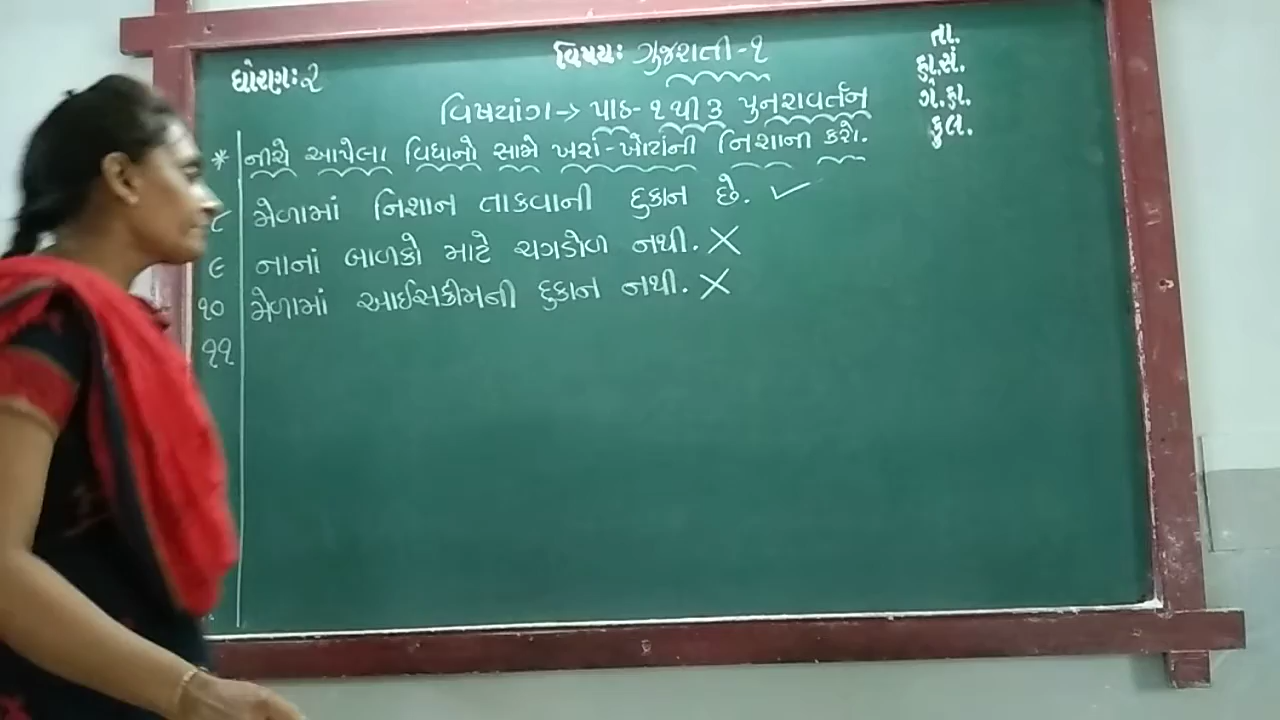 ધોરણ: ૨
વિષય: ગુજરાતી - ૧
તા.
કા.સં.
ગે.કા.
કુલ.
વિષયાંગ → પાઠ - ૧ થી ૩ પુનરાવર્તન
* નીચે આપેલા વિધાનો સામે ખરાં - ખોટાંની નિશાની કરો.
૮ મેળામાં નિશાન તાકવાની દુકાન છે. ✓
૯ નાનાં બાળકો માટે ચગડોળ નથી. ✗
૧૦ મેળામાં આઈસક્રીમની દુકાન નથી. ✗
૧૧